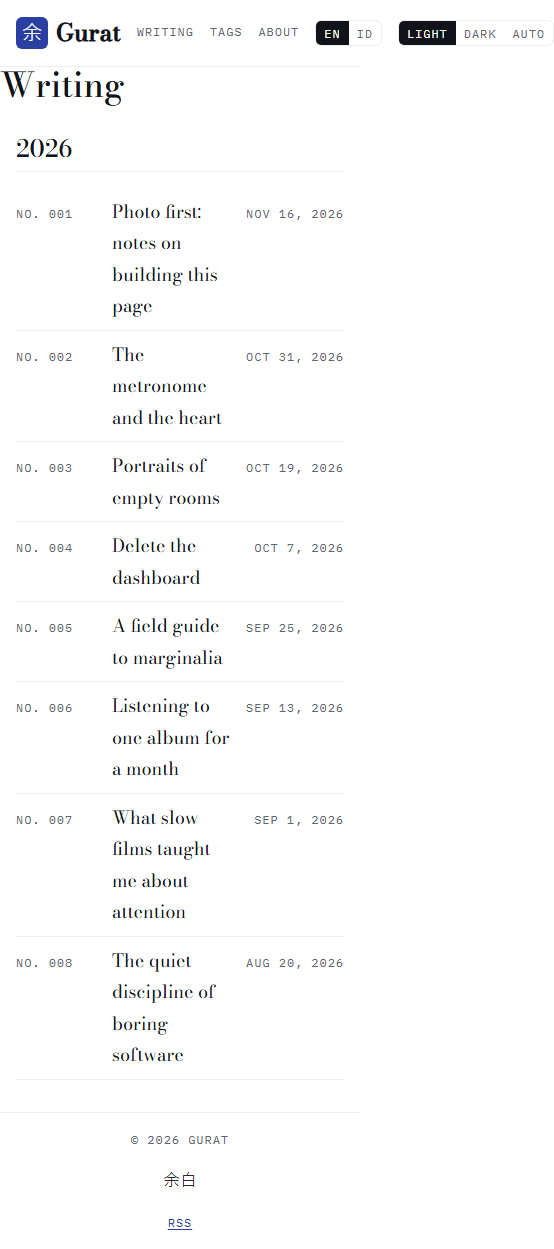 余 Gurat WRITING TAGS ABOUT EN ID LIGHT DARK AUTO
Writing
2026
NO. 001 Photo first: NOV 16, 2026
notes on
building this
page
NO. 002 The OCT 31, 2026
metronome
and the heart
NO. 003 Portraits of OCT 19, 2026
empty rooms
NO. 004 Delete the OCT 7, 2026
dashboard
NO. 005 A field guide SEP 25, 2026
to marginalia
NO. 006 Listening to SEP 13, 2026
one album for
a month
NO. 007 What slow SEP 1, 2026
films taught
me about
attention
NO. 008 The quiet AUG 20, 2026
discipline of
boring
software
© 2026 GURAT
余白
RSS